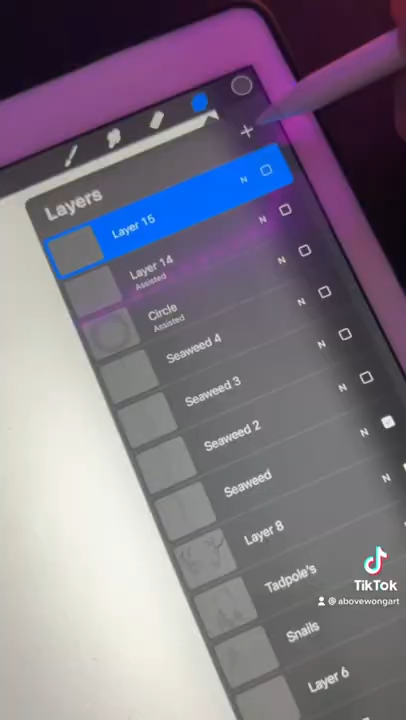 Layers
Layer 15
N
Layer 14
Assisted
N
Circle
Assisted
N
Seaweed 4
N
Seaweed 3
N
Seaweed 2
N
Seaweed
N
Layer 8
N
Tadpole's
Snails
Layer 6
TikTok
@abovewongart